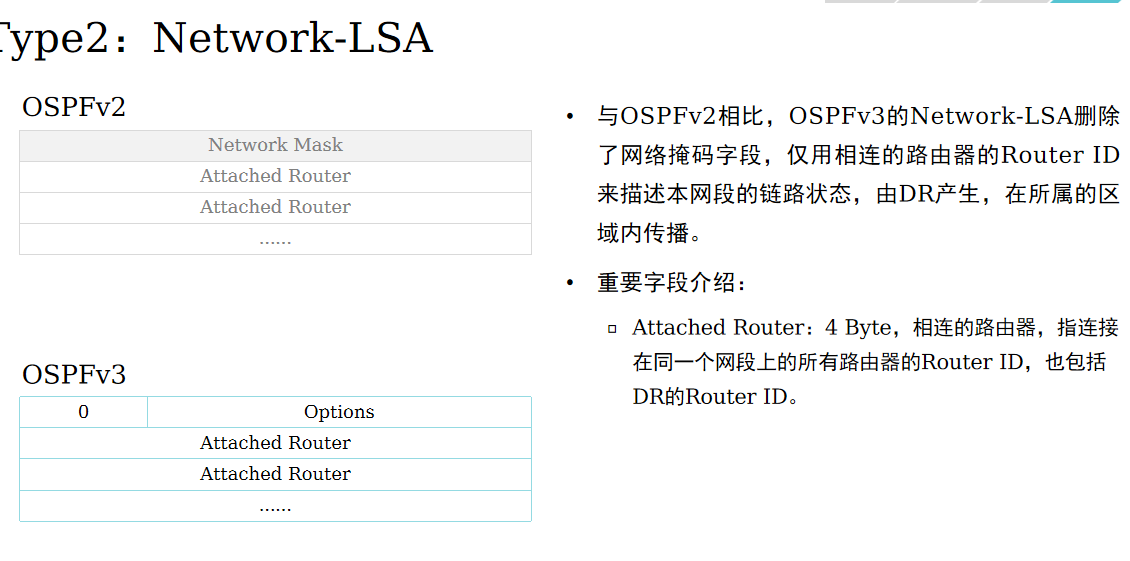 Type2：Network-LSA
OSPFv2
Network Mask
Attached Router
Attached Router
......
OSPFv3
0 Options
Attached Router
Attached Router
......
• 与OSPFv2相比，OSPFv3的Network-LSA删除
了网络掩码字段，仅用相连的路由器的Router ID
来描述本网段的链路状态，由DR产生，在所属的区
域内传播。
• 重要字段介绍：
▫ Attached Router：4 Byte，相连的路由器，指连接
在同一个网段上的所有路由器的Router ID，也包括
DR的Router ID。